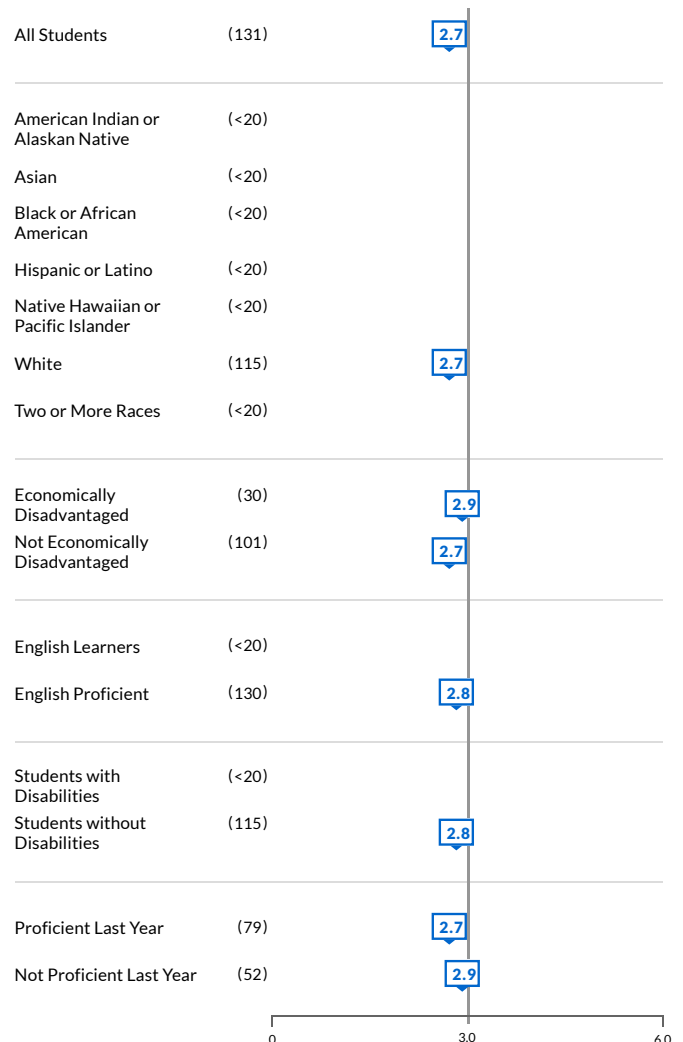 All Students (131) 2.7
American Indian or (<20)
Alaskan Native
Asian (<20)
Black or African (<20)
American
Hispanic or Latino (<20)
Native Hawaiian or (<20)
Pacific Islander
White (115) 2.7
Two or More Races (<20)
Economically (30) 2.9
Disadvantaged
Not Economically (101) 2.7
Disadvantaged
English Learners (<20)
English Proficient (130) 2.8
Students with (<20)
Disabilities
Students without (115) 2.8
Disabilities
Proficient Last Year (79) 2.7
Not Proficient Last Year (52) 2.9
0 3.0 6.0